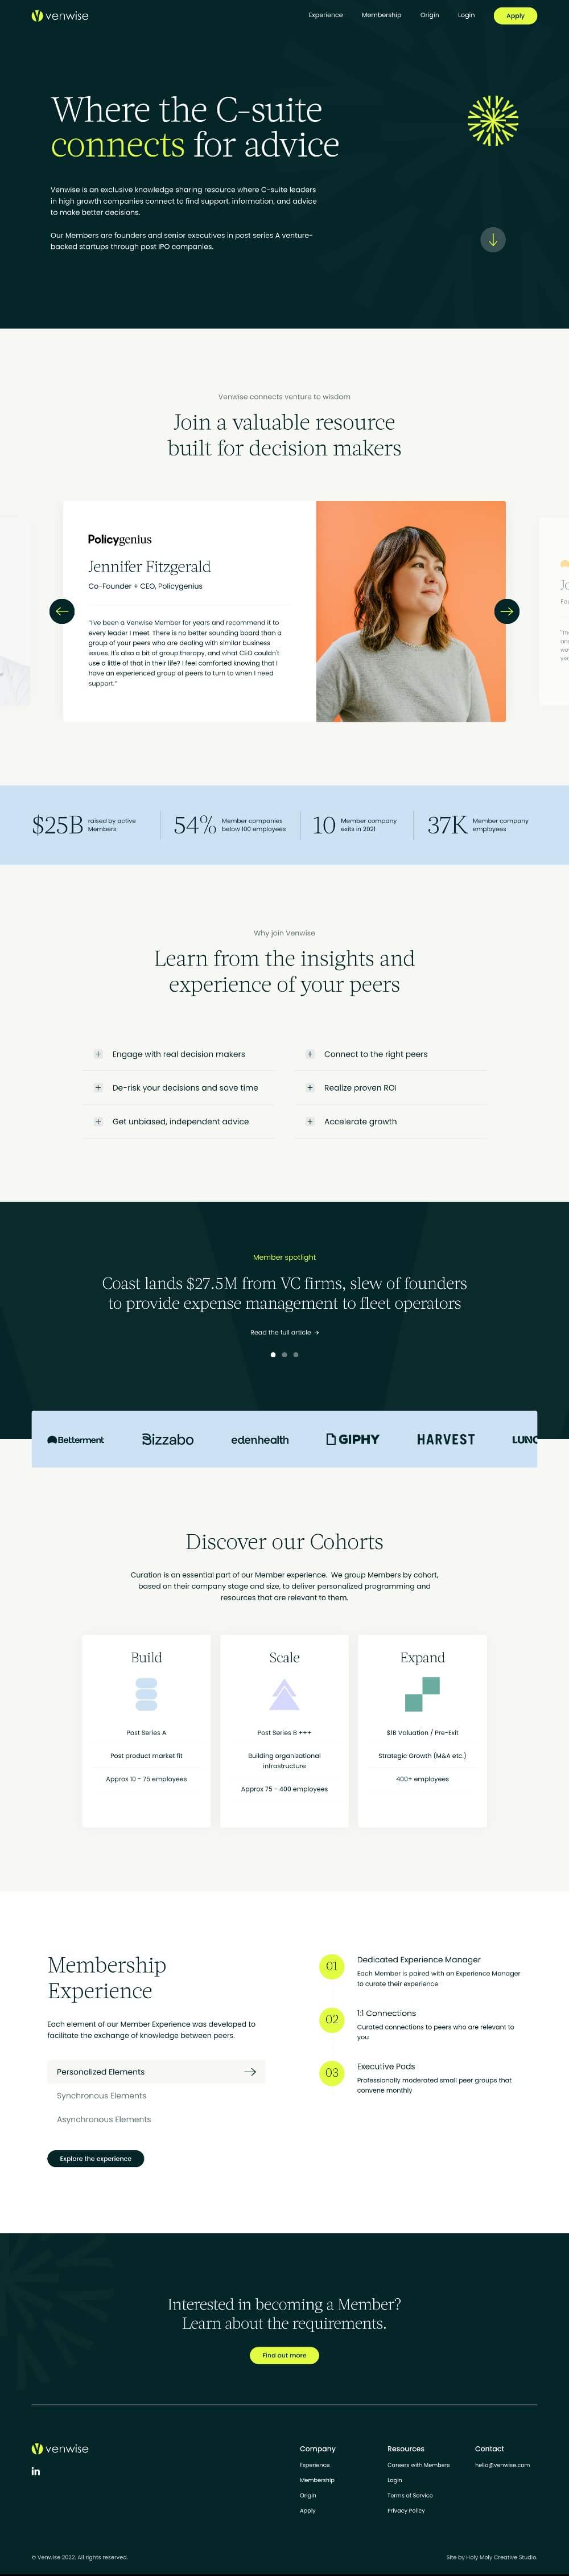 venwise
Experience
Membership
Origin
Login
Apply
Where the C-suite
connects for advice
Venwise is an exclusive knowledge sharing resource where C-suite leaders
in high growth companies connect to find support, information, and advice
to make better decisions.
Our Members are founders and senior executives in post series A venture-
backed startups through post IPO companies.
Venwise connects venture to wisdom
Join a valuable resource
built for decision makers
Policygenius
Jennifer Fitzgerald
Co-Founder + CEO, Policygenius
“I’ve been a Venwise Member for years and recommend it to
every leader I meet. There is no better sounding board than a
group of your peers who are dealing with similar business
issues. It’s also a bit of group therapy, and what CEO couldn’t
use a little of that in their life? I feel comforted knowing that I
have an experienced group of peers to turn to when I need
support.”
$25B
raised by active
Members
54%
Member companies
below 100 employees
10
Member company
exits in 2021
37K
Member company
employees
Why join Venwise
Learn from the insights and
experience of your peers
Engage with real decision makers
Connect to the right peers
De-risk your decisions and save time
Realize proven ROI
Get unbiased, independent advice
Accelerate growth
Member spotlight
Coast lands $27.5M from VC firms, slew of founders
to provide expense management to fleet operators
Read the full article →
Betterment
Bizzabo
edenhealth
GIPHY
HARVEST
LUNC
Discover our Cohorts
Curation is an essential part of our Member experience. We group Members by cohort,
based on their company stage and size, to deliver personalized programming and
resources that are relevant to them.
Build
Post Series A
Post product market fit
Approx 10 – 75 employees
Scale
Post Series B +++
Building organizational
infrastructure
Approx 75 – 400 employees
Expand
$1B Valuation / Pre-Exit
Strategic Growth (M&A etc.)
400+ employees
Membership
Experience
Each element of our Member Experience was developed to
facilitate the exchange of knowledge between peers.
Personalized Elements
Synchronous Elements
Asynchronous Elements
Explore the experience
01
Dedicated Experience Manager
Each Member is paired with an Experience Manager
to curate their experience
02
1:1 Connections
Curated connections to peers who are relevant to
you
03
Executive Pods
Professionally moderated small peer groups that
convene monthly
Interested in becoming a Member?
Learn about the requirements.
Find out more
venwise
in
Company
Experience
Membership
Origin
Apply
Resources
Careers with Members
Login
Terms of Service
Privacy Policy
Contact
hello@venwise.com
© Venwise 2022. All rights reserved.
Site by Holy Moly Creative Studio.